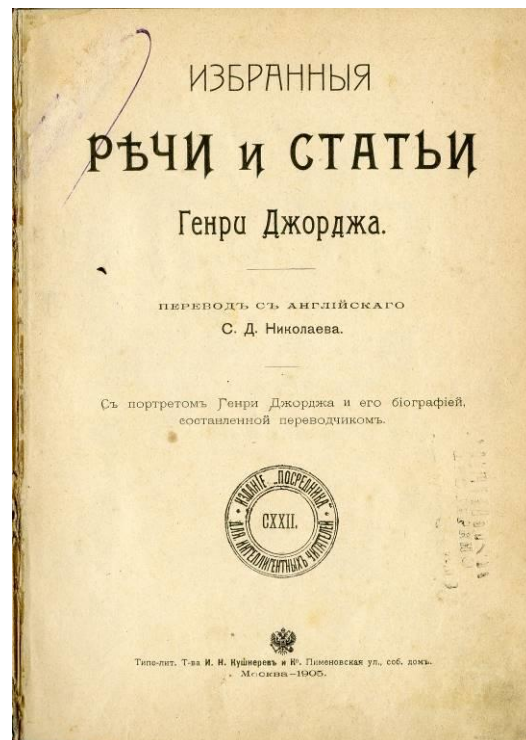 ИЗБРАННЫЯ
РѢЧИ и СТАТЬИ
Генри Джорджа.
ПЕРЕВОДЪ СЪ АНГЛІЙСКАГО
С. Д. Николаева.
Съ портретомъ Генри Джорджа и его біографіей,
составленной переводчикомъ.
ИЗДАНІЕ „ПОСРЕДНИКА"
CXXII.
ДЛЯ ИНТЕЛЛИГЕНТНЫХЪ ЧИТАТЕЛЕЙ
Типо-лит. Т-ва И. Н. Кушнеревъ и Ко. Пименовская ул., соб. домъ.
Москва—1905.